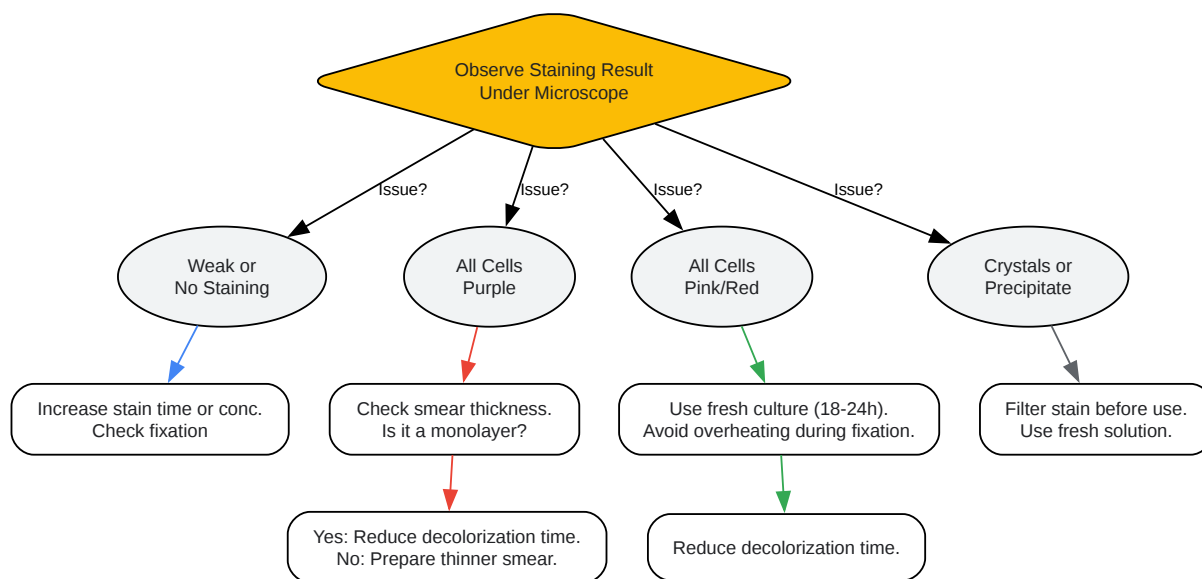 Observe Staining Result
Under Microscope
Issue?
Issue?
Issue?
Issue?
Weak or
No Staining
All Cells
Purple
All Cells
Pink/Red
Crystals or
Precipitate
Increase stain time or conc.
Check fixation
Check smear thickness.
Is it a monolayer?
Use fresh culture (18-24h).
Avoid overheating during fixation.
Filter stain before use.
Use fresh solution.
Yes: Reduce decolorization time.
No: Prepare thinner smear.
Reduce decolorization time.